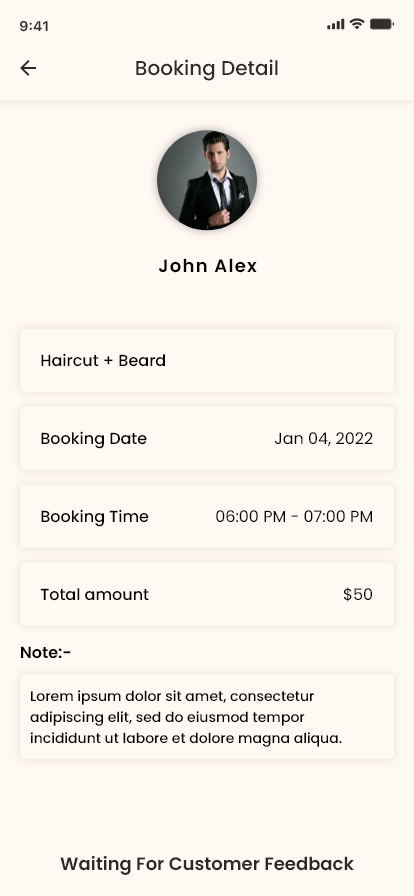 9:41
Booking Detail
John Alex
Haircut + Beard
Booking Date Jan 04, 2022
Booking Time 06:00 PM - 07:00 PM
Total amount $50
Note:-
Lorem ipsum dolor sit amet, consectetur
adipiscing elit, sed do eiusmod tempor
incididunt ut labore et dolore magna aliqua.
Waiting For Customer Feedback